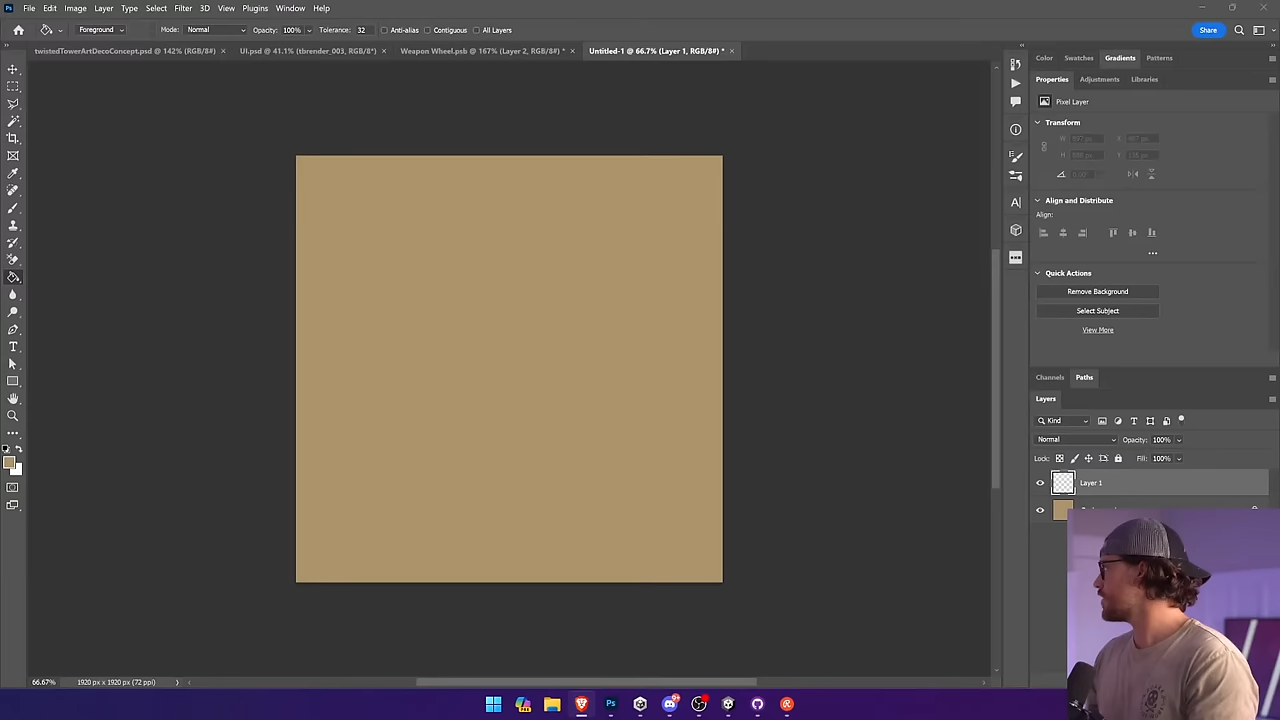 File Edit Image Layer Type Select Filter 3D View Plugins Window Help
Foreground Mode: Normal Opacity: 100% Tolerance: 32 Anti-alias Contiguous All Layers Share
twistedTowerArtDecoConcept.psd @ 142% (RGB/8#) UI.psd @ 41.1% (tbrender_003, RGB/8*) Weapon Wheel.psb @ 167% (Layer 2, RGB/8#) * Untitled-1 @ 66.7% (Layer 1, RGB/8#) *
Color Swatches Gradients Patterns
Properties Adjustments Libraries
Pixel Layer
Transform
W
X
H
Y
0.00°
Align and Distribute
Align:
Quick Actions
Remove Background
Select Subject
View More
Channels Paths
Layers
Kind
Normal Opacity: 100%
Lock: Fill: 100%
Layer 1
66.67% 1920 px x 1920 px (72 ppi)